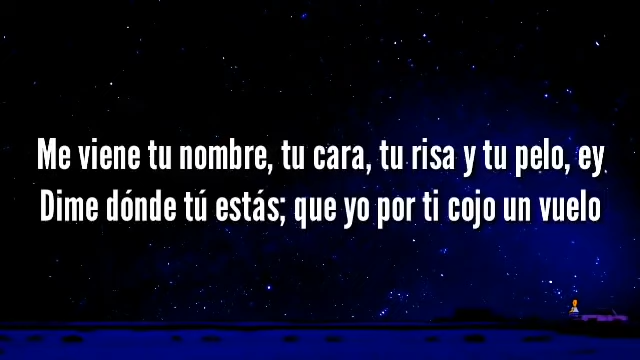 Me viene tu nombre, tu cara, tu risa y tu pelo, ey
Dime dónde tú estás; que yo por ti cojo un vuelo